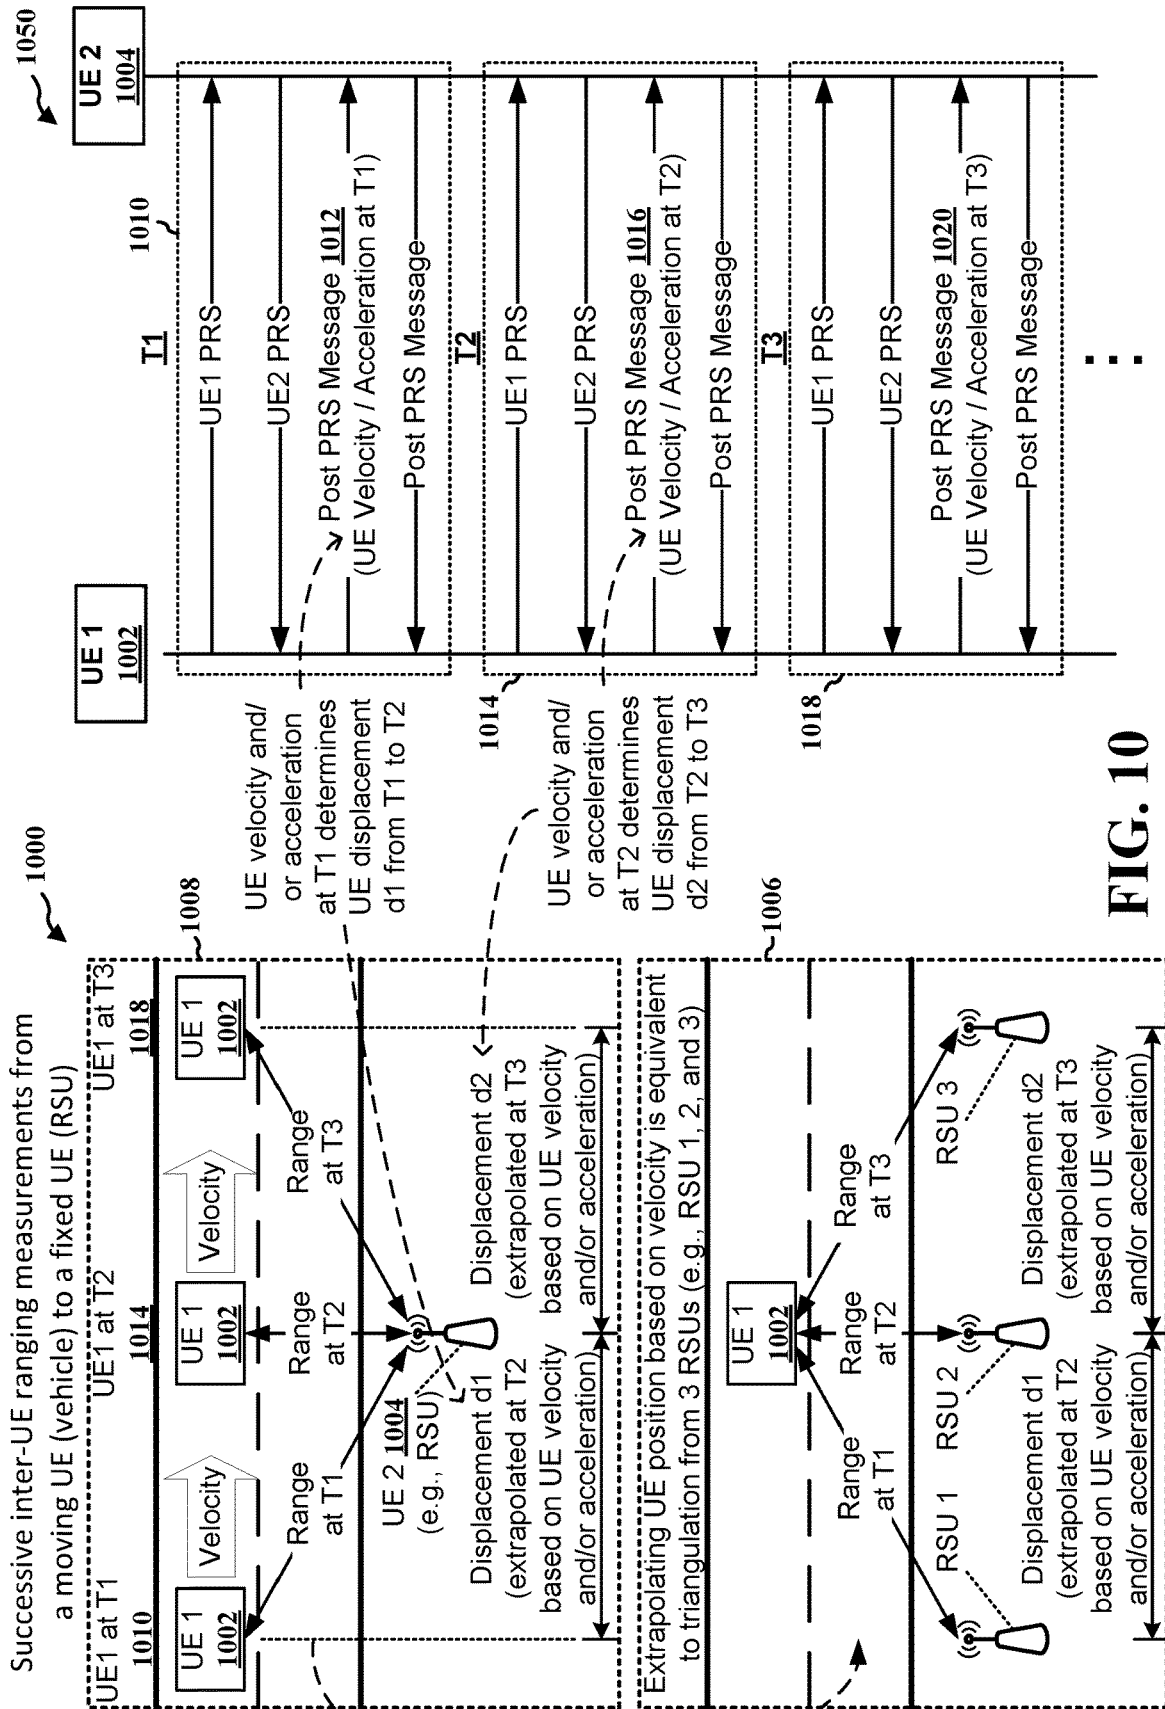 Successive inter-UE ranging measurements from
a moving UE (vehicle) to a fixed UE (RSU)
1000
UE1 at T1
1010
UE1 at T2
1014
UE1 at T3
1018
1008
UE 1
1002
Velocity
UE 1
1002
Velocity
UE 1
1002
Range
at T1
Range
at T2
Range
at T3
UE 2 1004
(e.g., RSU)
Displacement d1
(extrapolated at T2
based on UE velocity
and/or acceleration)
Displacement d2
(extrapolated at T3
based on UE velocity
and/or acceleration)
1006
Extrapolating UE position based on velocity is equivalent
to triangulation from 3 RSUs (e.g., RSU 1, 2, and 3)
UE 1
1002
Range
at T1
Range
at T2
Range
at T3
RSU 1
RSU 2
RSU 3
Displacement d1
(extrapolated at T2
based on UE velocity
and/or acceleration)
Displacement d2
(extrapolated at T3
based on UE velocity
and/or acceleration)
UE velocity and/
or acceleration
at T1 determines
UE displacement
d1 from T1 to T2
UE velocity and/
or acceleration
at T2 determines
UE displacement
d2 from T2 to T3
1050
UE 1
1002
UE 2
1004
1010
T1
UE1 PRS
UE2 PRS
Post PRS Message 1012
(UE Velocity / Acceleration at T1)
Post PRS Message
1014
T2
UE1 PRS
UE2 PRS
Post PRS Message 1016
(UE Velocity / Acceleration at T2)
Post PRS Message
1018
T3
UE1 PRS
UE2 PRS
Post PRS Message 1020
(UE Velocity / Acceleration at T3)
Post PRS Message
FIG. 10